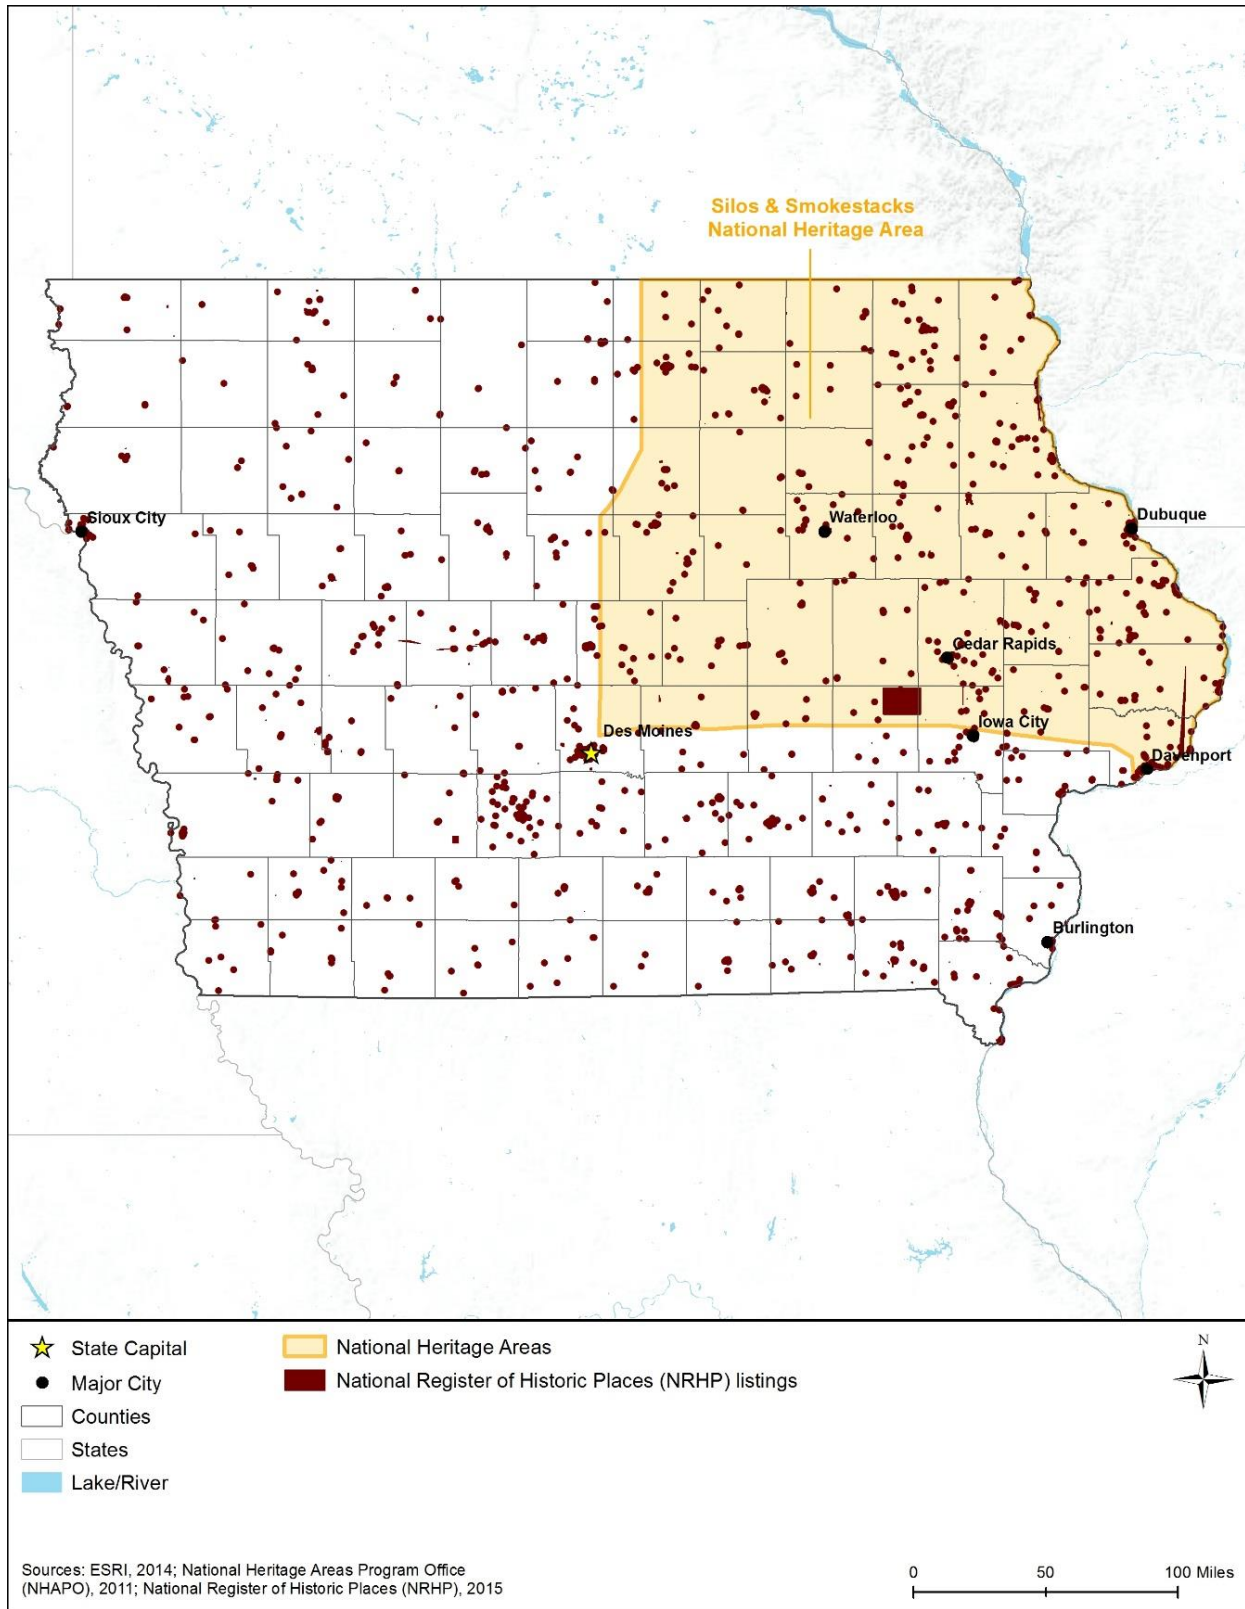 Silos & Smokestacks
National Heritage Area
Sioux City
Waterloo
Dubuque
Cedar Rapids
Iowa City
Des Moines
Davenport
Burlington
State Capital
Major City
Counties
States
Lake/River
National Heritage Areas
National Register of Historic Places (NRHP) listings
N
Sources: ESRI, 2014; National Heritage Areas Program Office
(NHAPO), 2011; National Register of Historic Places (NRHP), 2015
0 50 100 Miles